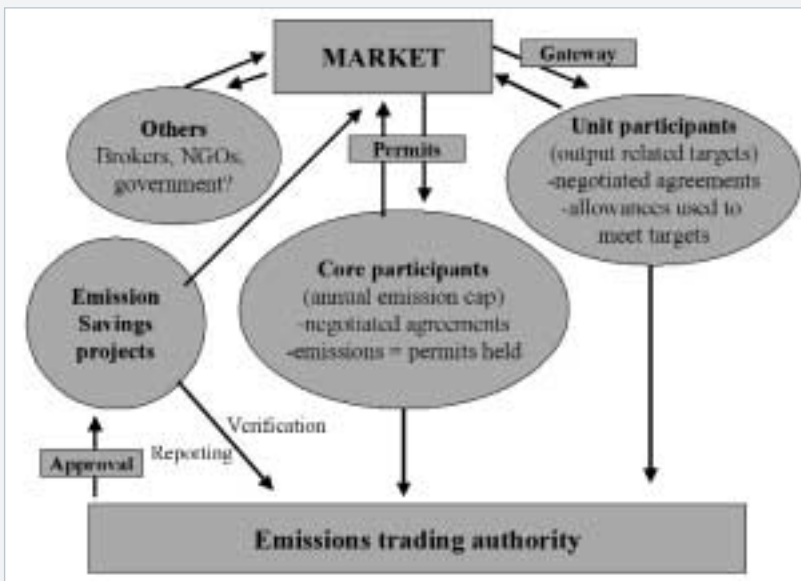 MARKET
Gateway
Others
Brokers, NGOs,
government?
Permits
Unit participants
(output related targets)
-negotiated agreements
-allowances used to
meet targets
Core participants
(annual emission cap)
-negotiated agreements
-emissions = permits held
Emission
Savings
projects
Verification
Reporting
Approval
Emissions trading authority